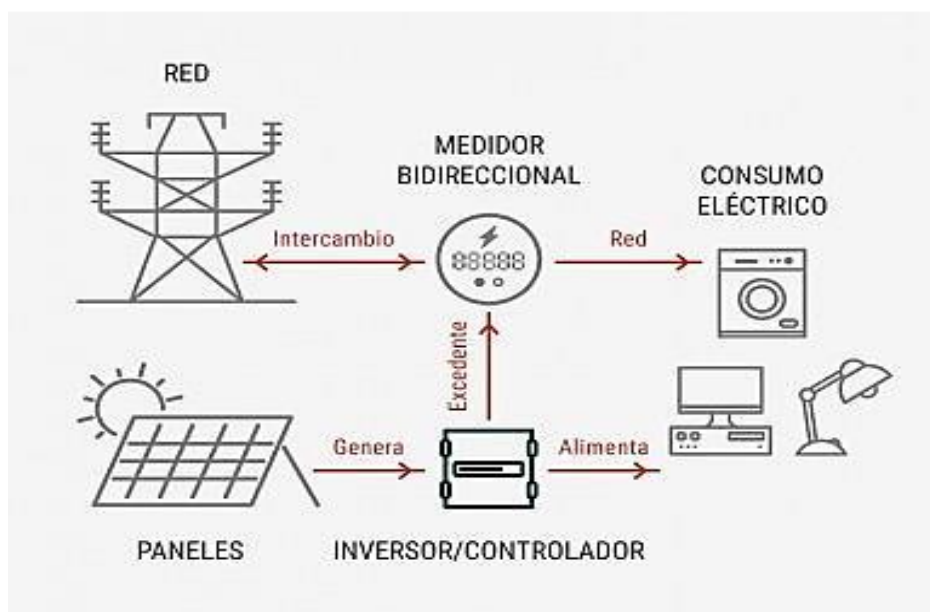 RED
MEDIDOR
BIDIRECCIONAL
CONSUMO
ELÉCTRICO
Intercambio
Red
Excedente
Genera
Alimenta
PANELES
INVERSOR/CONTROLADOR